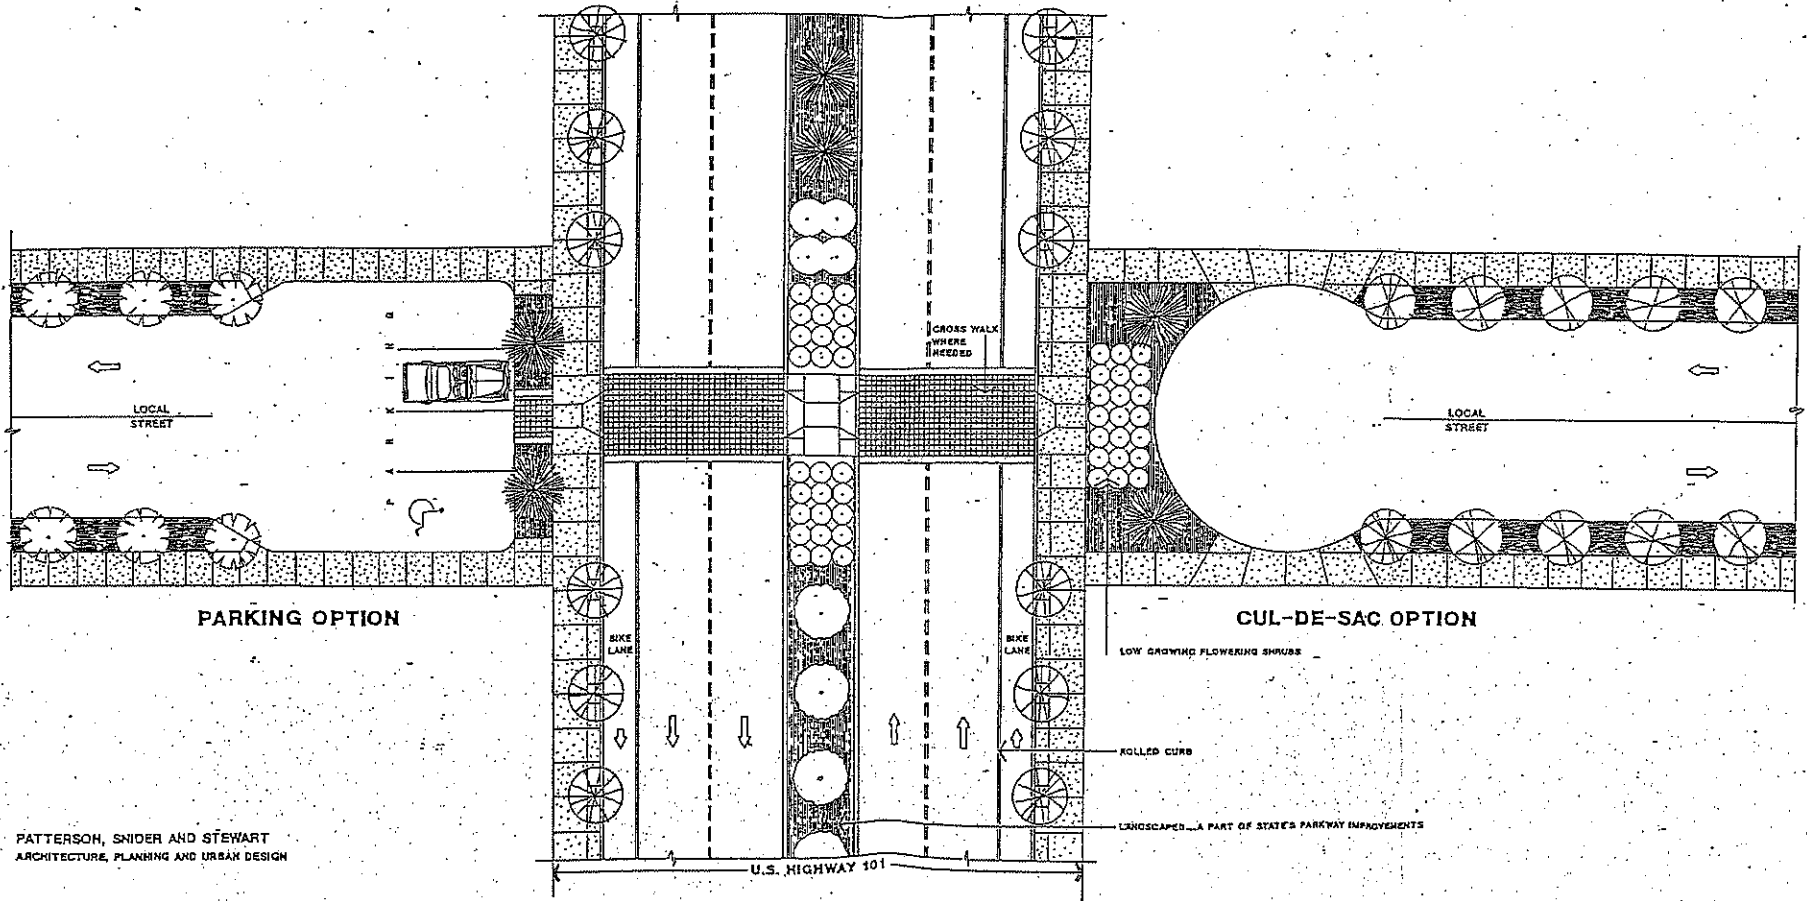 CROSS WALK
WHERE
NEEDED
PARKING
LOCAL
STREET
LOCAL
STREET
PARKING OPTION
CUL-DE-SAC OPTION
BIKE
LANE
BIKE
LANE
LOW GROWING FLOWERING SHRUBS
ROLLED CURB
LANDSCAPED...A PART OF STATE'S PARKWAY IMPROVEMENTS
PATTERSON, SNIDER AND STEWART
ARCHITECTURE, PLANNING AND URBAN DESIGN
U.S. HIGHWAY 101